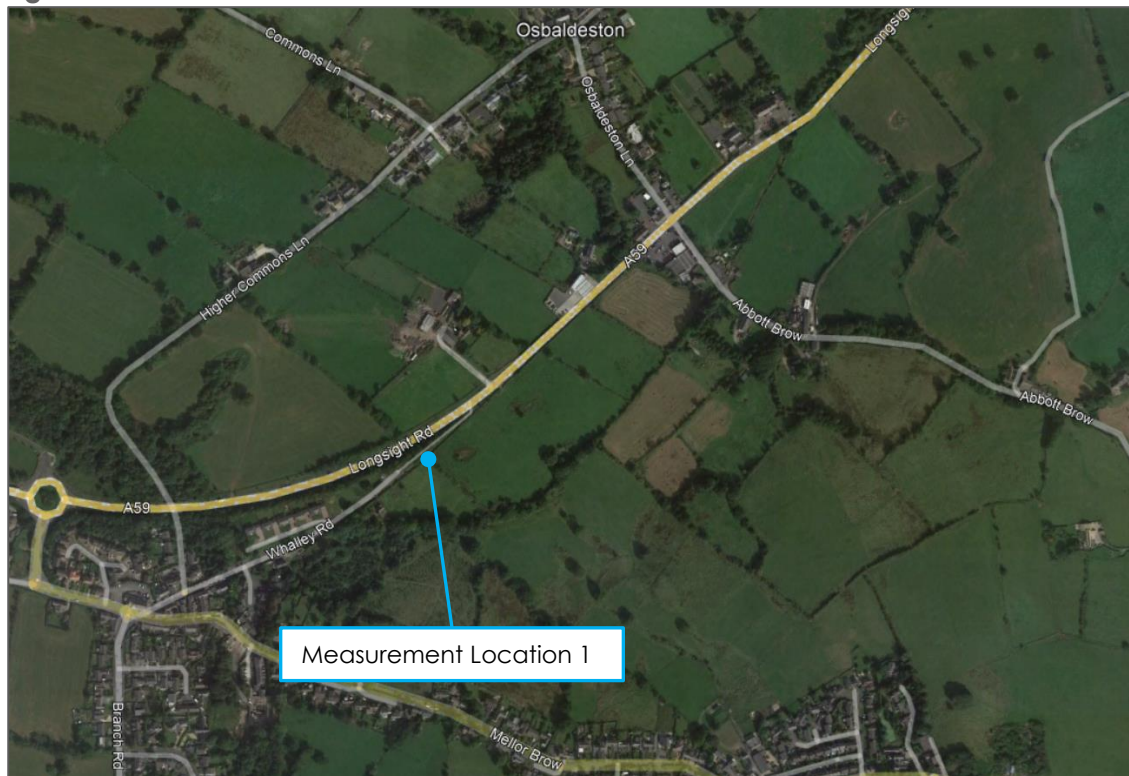 Osbaldeston
Commons Ln
Longsigh
Osbaldeston Ln
A59
Higher Commons Ln
Abbott Brow
Abbott Brow
Longsight Rd
A59
Whalley Rd
Measurement Location 1
Branch Rd
Mellor Brow